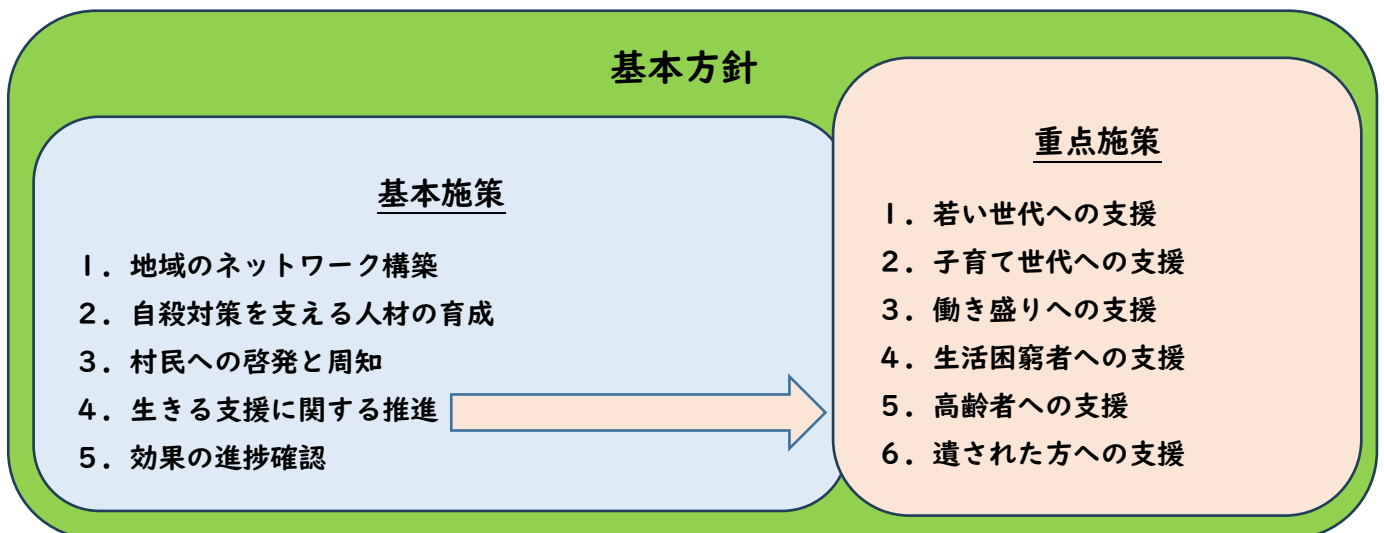 基本方針
基本施策
1．地域のネットワーク構築
2．自殺対策を支える人材の育成
3．村民への啓発と周知
4．生きる支援に関する推進
5．効果の進捗確認
重点施策
1．若い世代への支援
2．子育て世代への支援
3．働き盛りへの支援
4．生活困窮者への支援
5．高齢者への支援
6．遺された方への支援